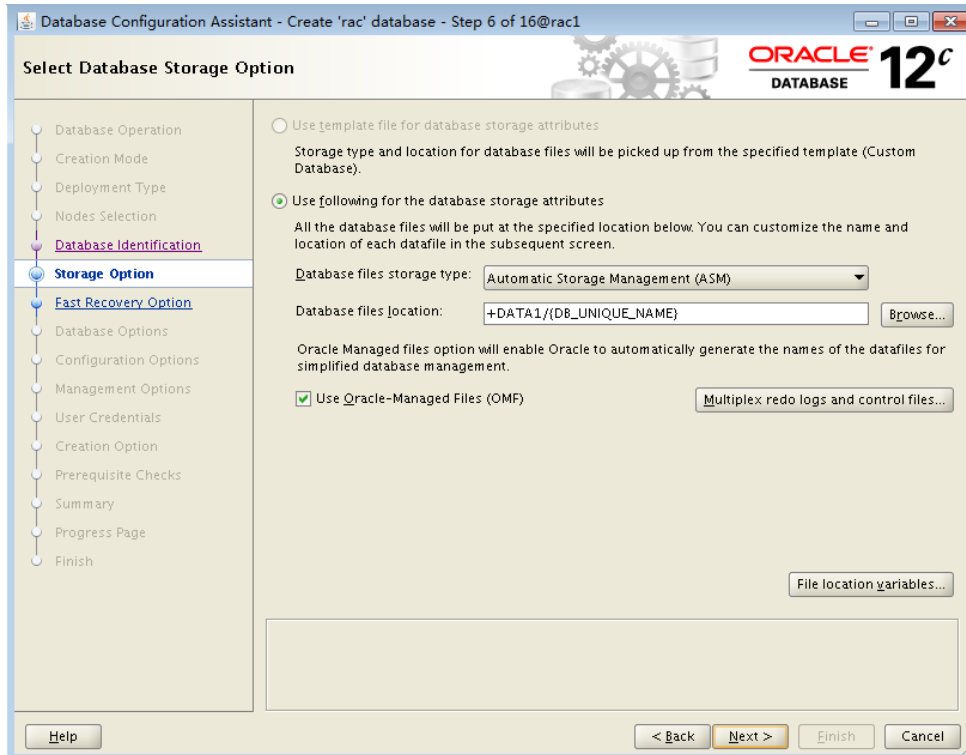 Database Configuration Assistant - Create 'rac' database - Step 6 of 16@rac1
Select Database Storage Option
ORACLE
DATABASE
12c
Database Operation
Creation Mode
Deployment Type
Nodes Selection
Database Identification
Storage Option
Fast Recovery Option
Database Options
Configuration Options
Management Options
User Credentials
Creation Option
Prerequisite Checks
Summary
Progress Page
Finish
Use template file for database storage attributes
Storage type and location for database files will be picked up from the specified template (Custom
Database).
Use following for the database storage attributes
All the database files will be put at the specified location below. You can customize the name and
location of each datafile in the subsequent screen.
Database files storage type: Automatic Storage Management (ASM)
Database files location: +DATA1/{DB_UNIQUE_NAME} Browse...
Oracle Managed files option will enable Oracle to automatically generate the names of the datafiles for
simplified database management.
Use Oracle-Managed Files (OMF) Multiplex redo logs and control files...
File location variables...
Help < Back Next > Finish Cancel